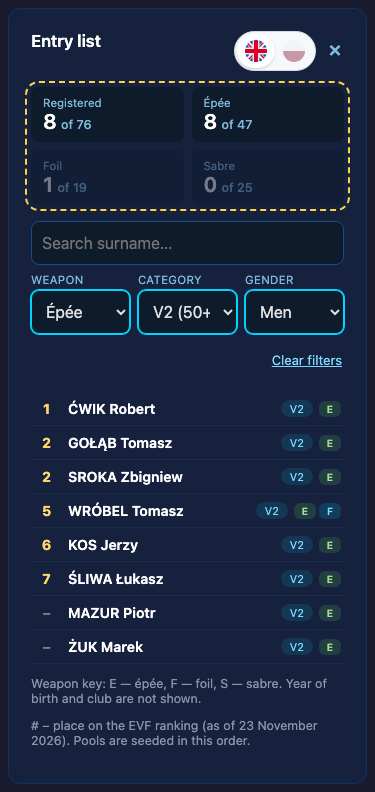 Entry list
×
Registered
8 of 76
Épée
8 of 47
Foil
1 of 19
Sabre
0 of 25
Search surname...
WEAPON CATEGORY GENDER
Épée V2 (50+ Men
Clear filters
1 ĆWIK Robert V2 E
2 GOŁĄB Tomasz V2 E
2 SROKA Zbigniew V2 E
5 WRÓBEL Tomasz V2 E F
6 KOS Jerzy V2 E
7 ŚLIWA Łukasz V2 E
– MAZUR Piotr V2 E
– ŻUK Marek V2 E
Weapon key: E — épée, F — foil, S — sabre. Year of
birth and club are not shown.
# – place on the EVF ranking (as of 23 November
2026). Pools are seeded in this order.